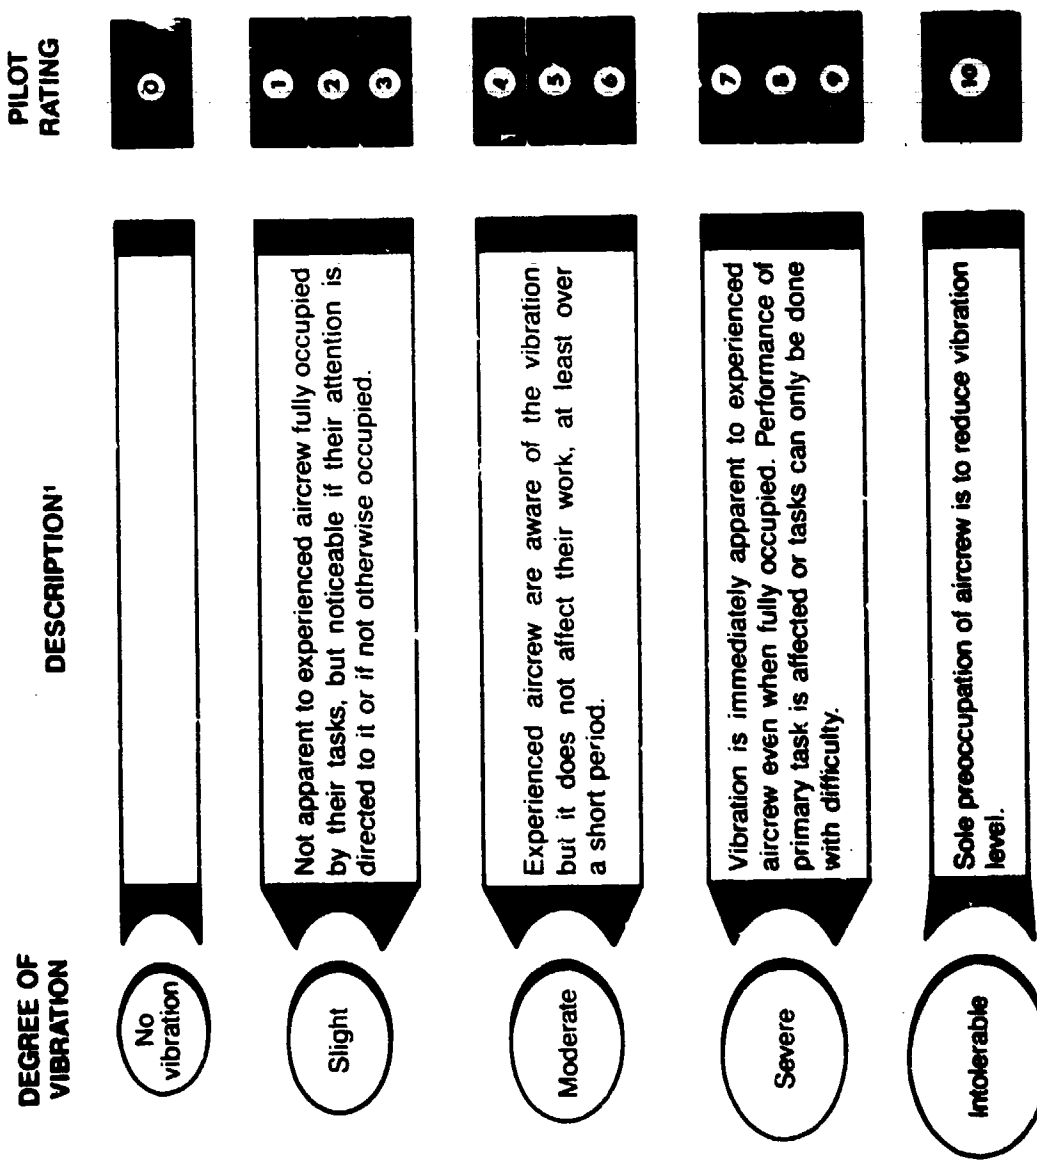 DEGREE OF
VIBRATION
DESCRIPTION¹
PILOT
RATING
No
vibration
0
Slight
Not apparent to experienced aircrew fully occupied
by their tasks, but noticeable if their attention is
directed to it or if not otherwise occupied.
1
2
3
Moderate
Experienced aircrew are aware of the vibration
but it does not affect their work, at least over
a short period.
4
5
6
Severe
Vibration is immediately apparent to experienced
aircrew even when fully occupied. Performance of
primary task is affected or tasks can only be done
with difficulty.
7
8
9
Intolerable
Sole preoccupation of aircrew is to reduce vibration
level.
10